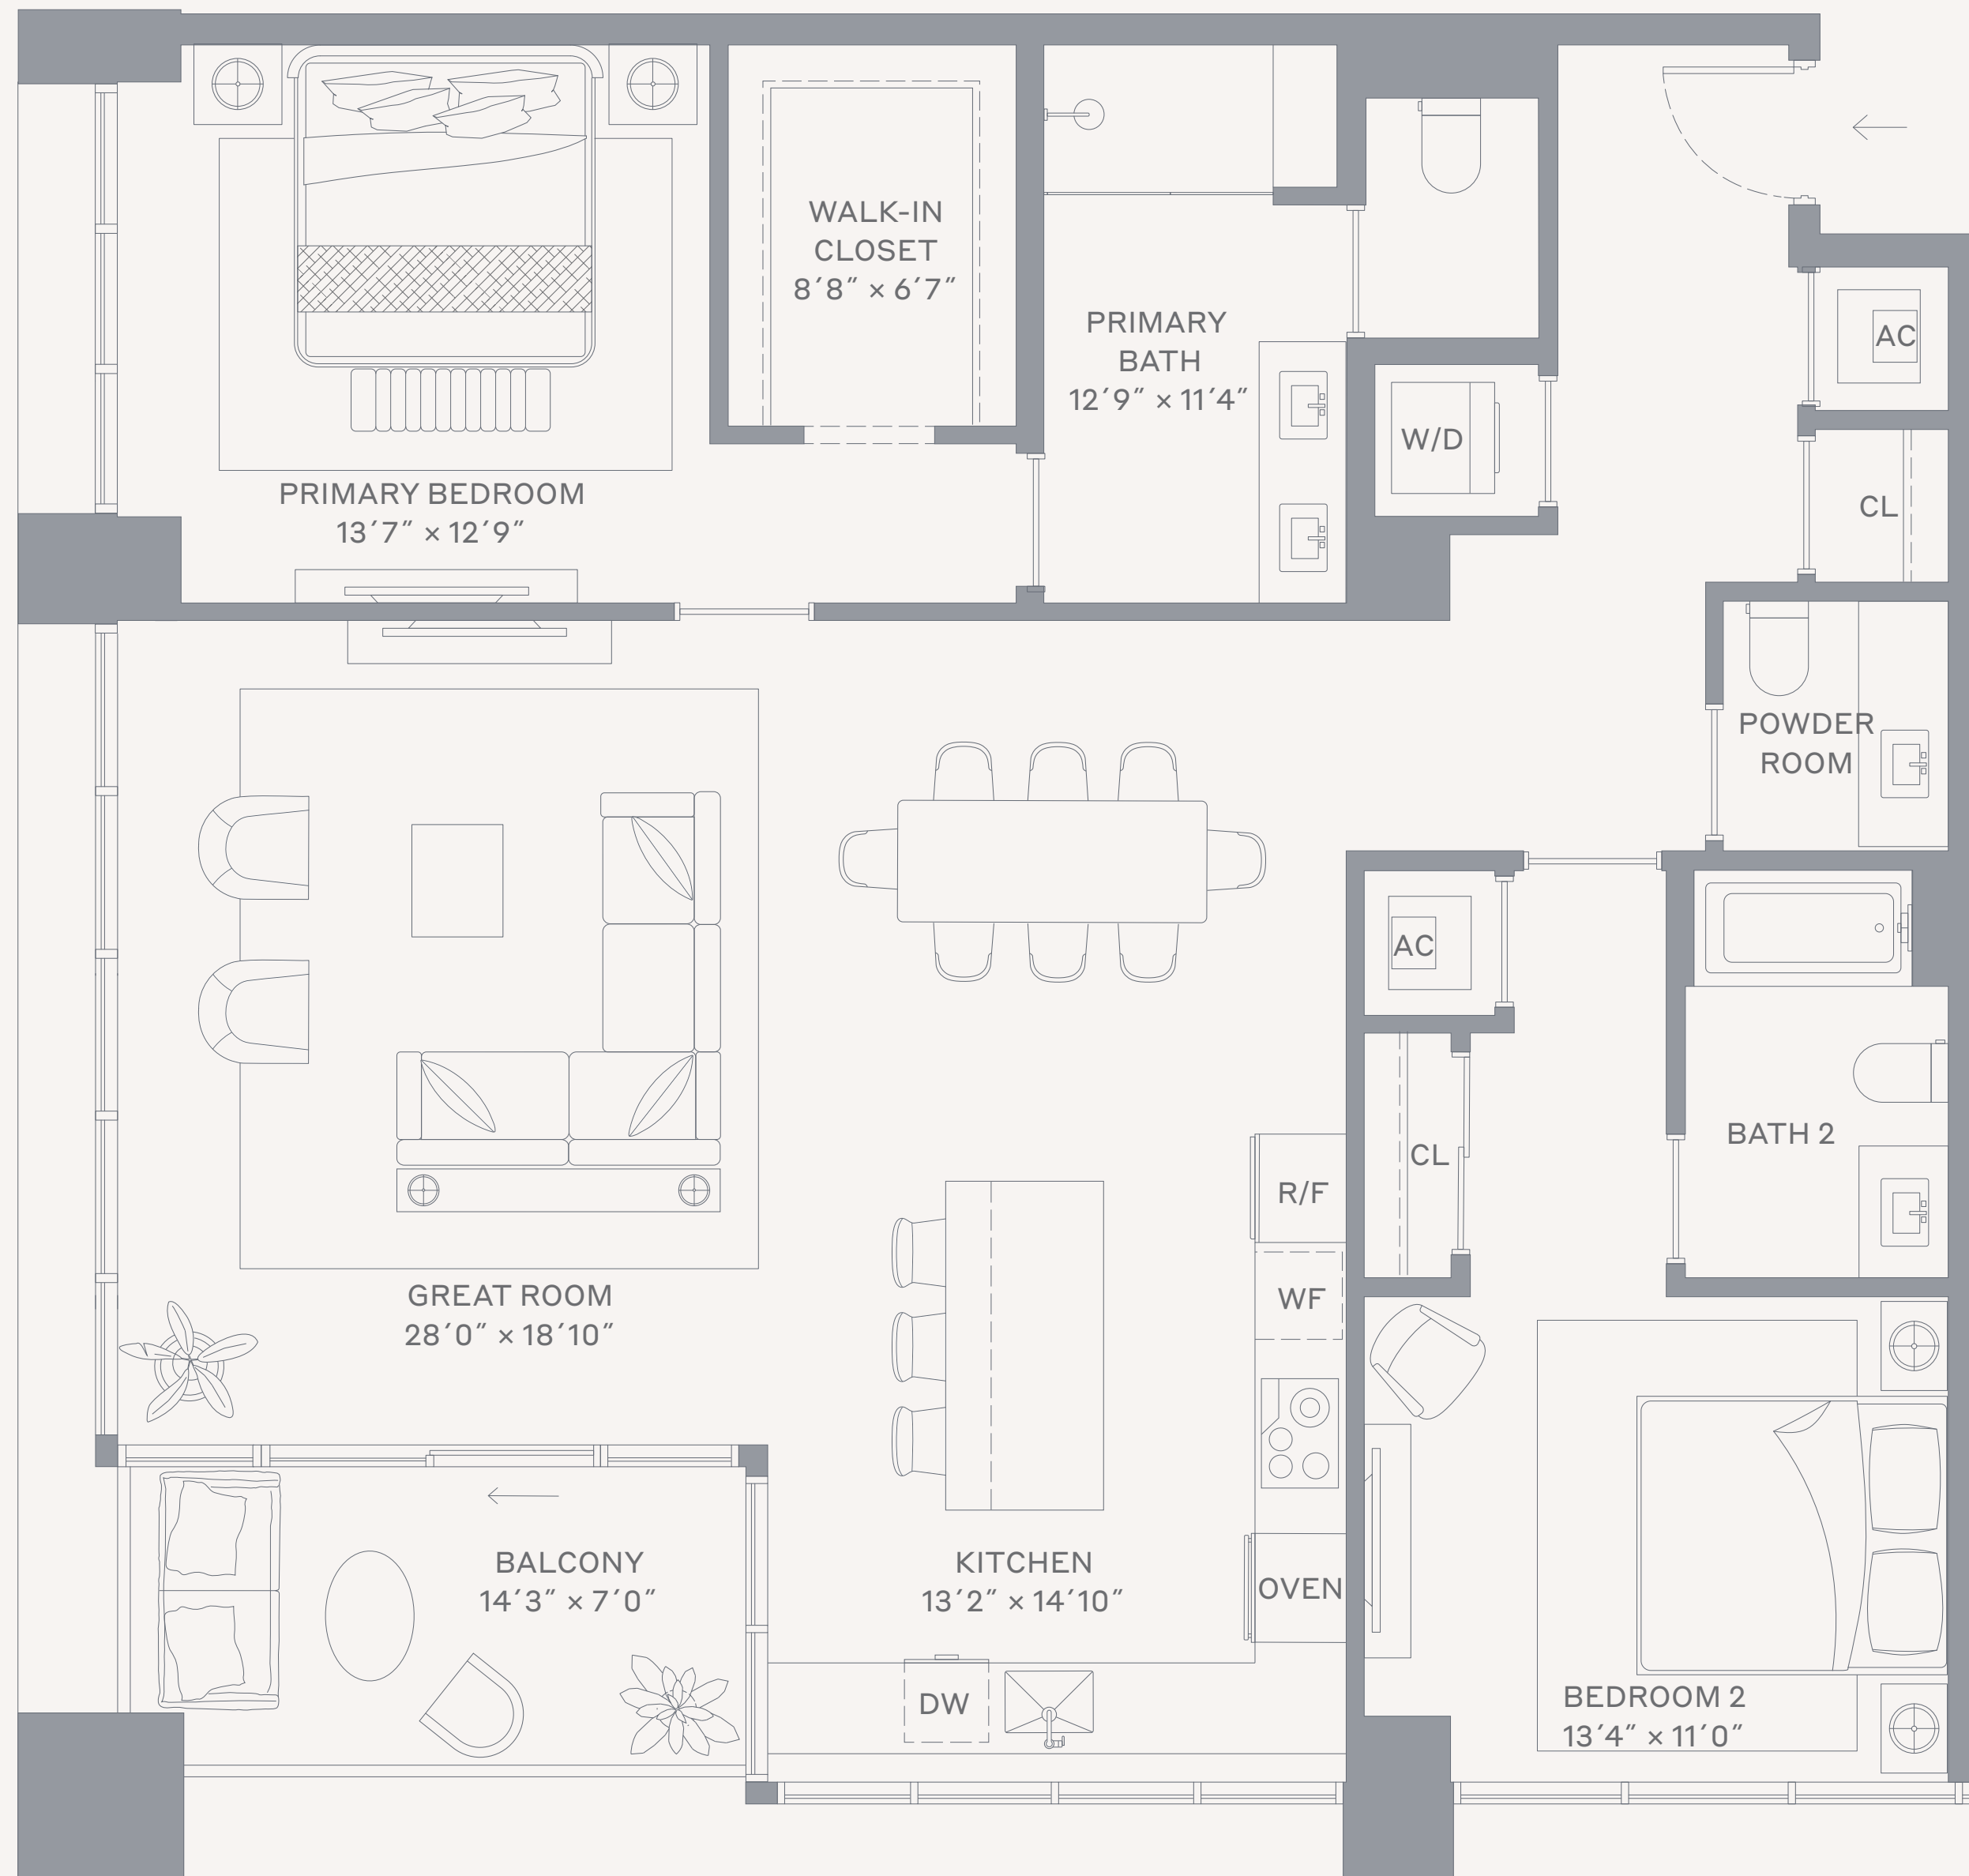 WALK-IN
CLOSET
8′8″ × 6′7″
PRIMARY
BATH
12′9″ × 11′4″
AC
W/D
CL
PRIMARY BEDROOM
13′7″ × 12′9″
POWDER
ROOM
AC
BATH 2
CL
R/F
WF
GREAT ROOM
28′0″ × 18′10″
BALCONY
14′3″ × 7′0″
KITCHEN
13′2″ × 14′10″
OVEN
DW
BEDROOM 2
13′4″ × 11′0″